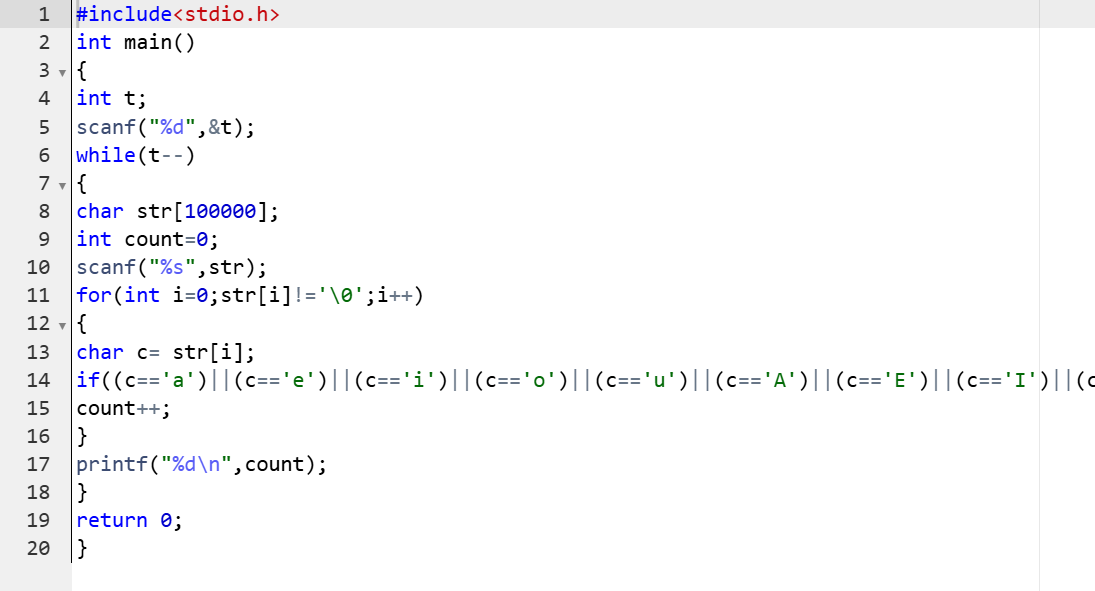 1 #include<stdio.h>
2 int main()
3 {
4 int t;
5 scanf("%d",&t);
6 while(t--)
7 {
8 char str[100000];
9 int count=0;
10 scanf("%s",str);
11 for(int i=0;str[i]!='\0';i++)
12 {
13 char c= str[i];
14 if((c=='a')||(c=='e')||(c=='i')||(c=='o')||(c=='u')||(c=='A')||(c=='E')||(c=='I')||(c
15 count++;
16 }
17 printf("%d\n",count);
18 }
19 return 0;
20 }